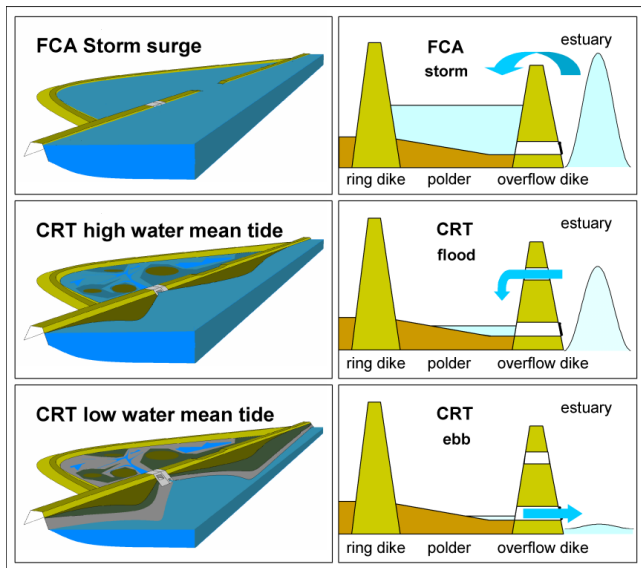 FCA Storm surge
FCA
storm
estuary
ring dike polder overflow dike
CRT high water mean tide
CRT
flood
estuary
ring dike polder overflow dike
CRT low water mean tide
CRT
ebb
estuary
ring dike polder overflow dike